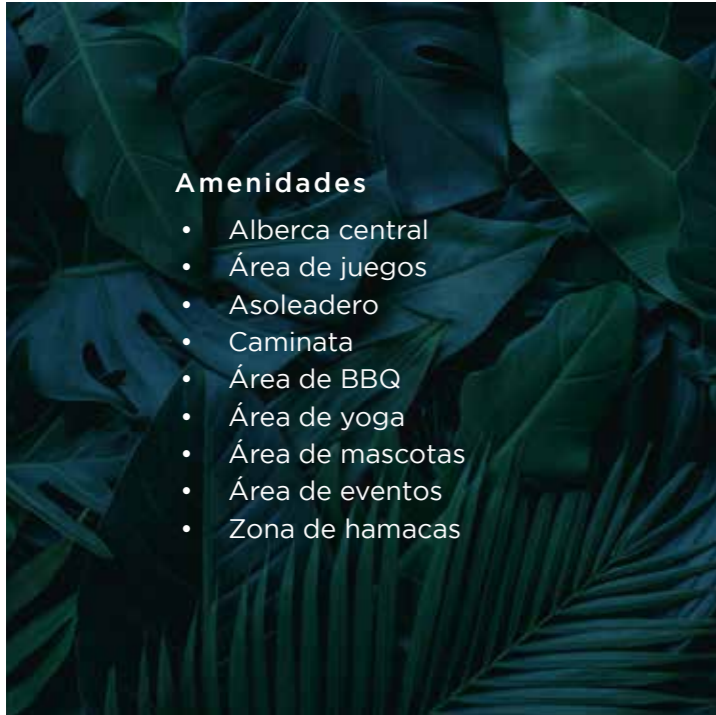 Amenidades
• Alberca central
• Área de juegos
• Asoleadero
• Caminata
• Área de BBQ
• Área de yoga
• Área de mascotas
• Área de eventos
• Zona de hamacas